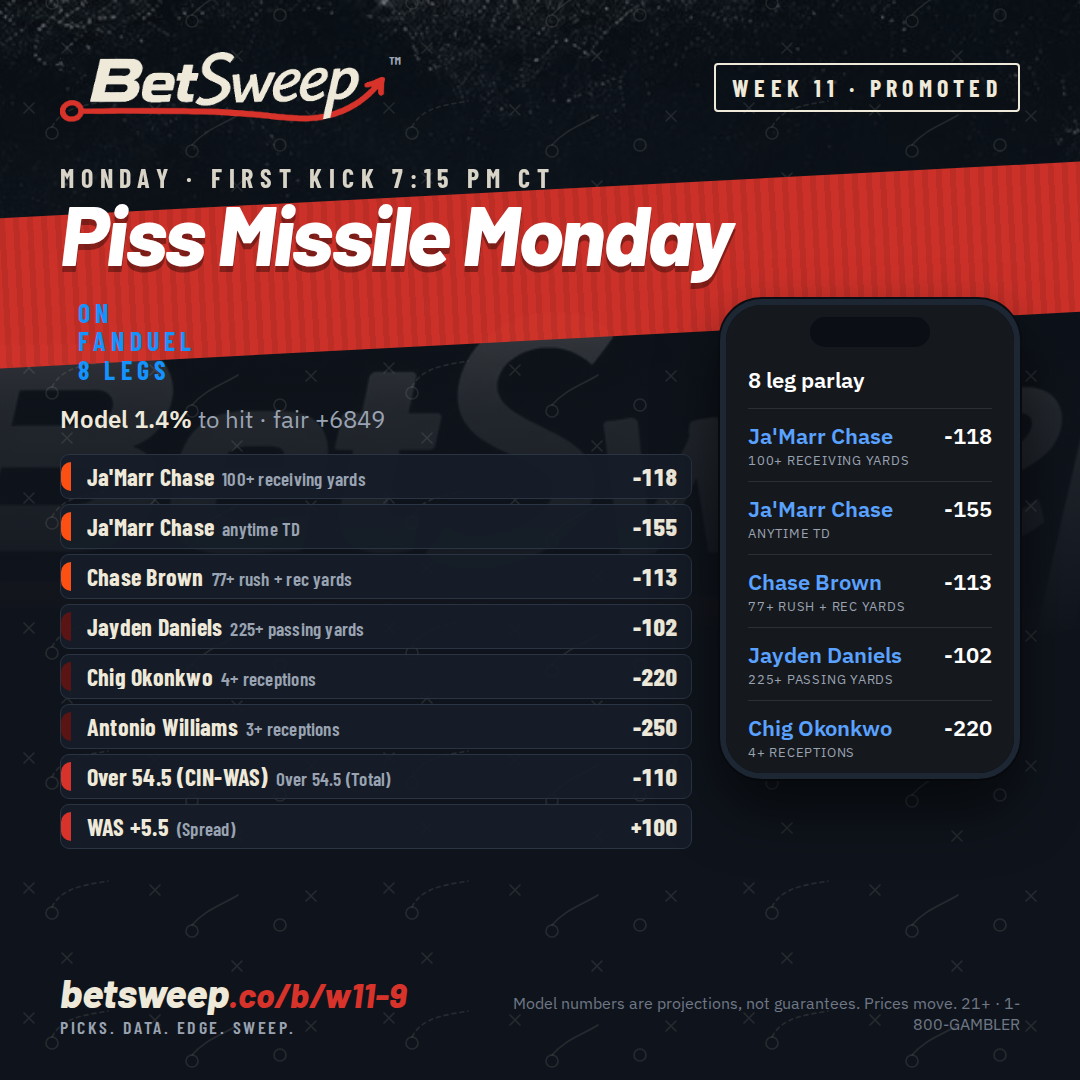 BetSweep™
WEEK 11 · PROMOTED
MONDAY · FIRST KICK 7:15 PM CT
Piss Missile Monday
ON
FANDUEL
8 LEGS
Model 1.4% to hit · fair +6849
Ja'Marr Chase 100+ receiving yards -118
Ja'Marr Chase anytime TD -155
Chase Brown 77+ rush + rec yards -113
Jayden Daniels 225+ passing yards -102
Chig Okonkwo 4+ receptions -220
Antonio Williams 3+ receptions -250
Over 54.5 (CIN-WAS) Over 54.5 (Total) -110
WAS +5.5 (Spread) +100
8 leg parlay
Ja'Marr Chase -118
100+ RECEIVING YARDS
Ja'Marr Chase -155
ANYTIME TD
Chase Brown -113
77+ RUSH + REC YARDS
Jayden Daniels -102
225+ PASSING YARDS
Chig Okonkwo -220
4+ RECEPTIONS
betsweep.co/b/w11-9
PICKS. DATA. EDGE. SWEEP.
Model numbers are projections, not guarantees. Prices move. 21+ · 1-
800-GAMBLER